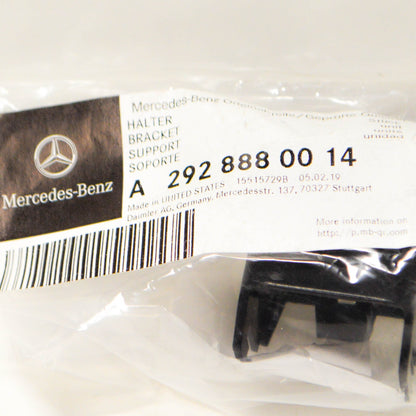 Mercedes-Benz
HALTER
BRACKET
SUPPORT
SOPORTE
A 292 888 00 14
Made in UNITED STATES 15515729B 05.02.19
Daimler AG, Germany, Mercedesstr. 137, 70327 Stuttgart
More information on
Mercedes-Benz